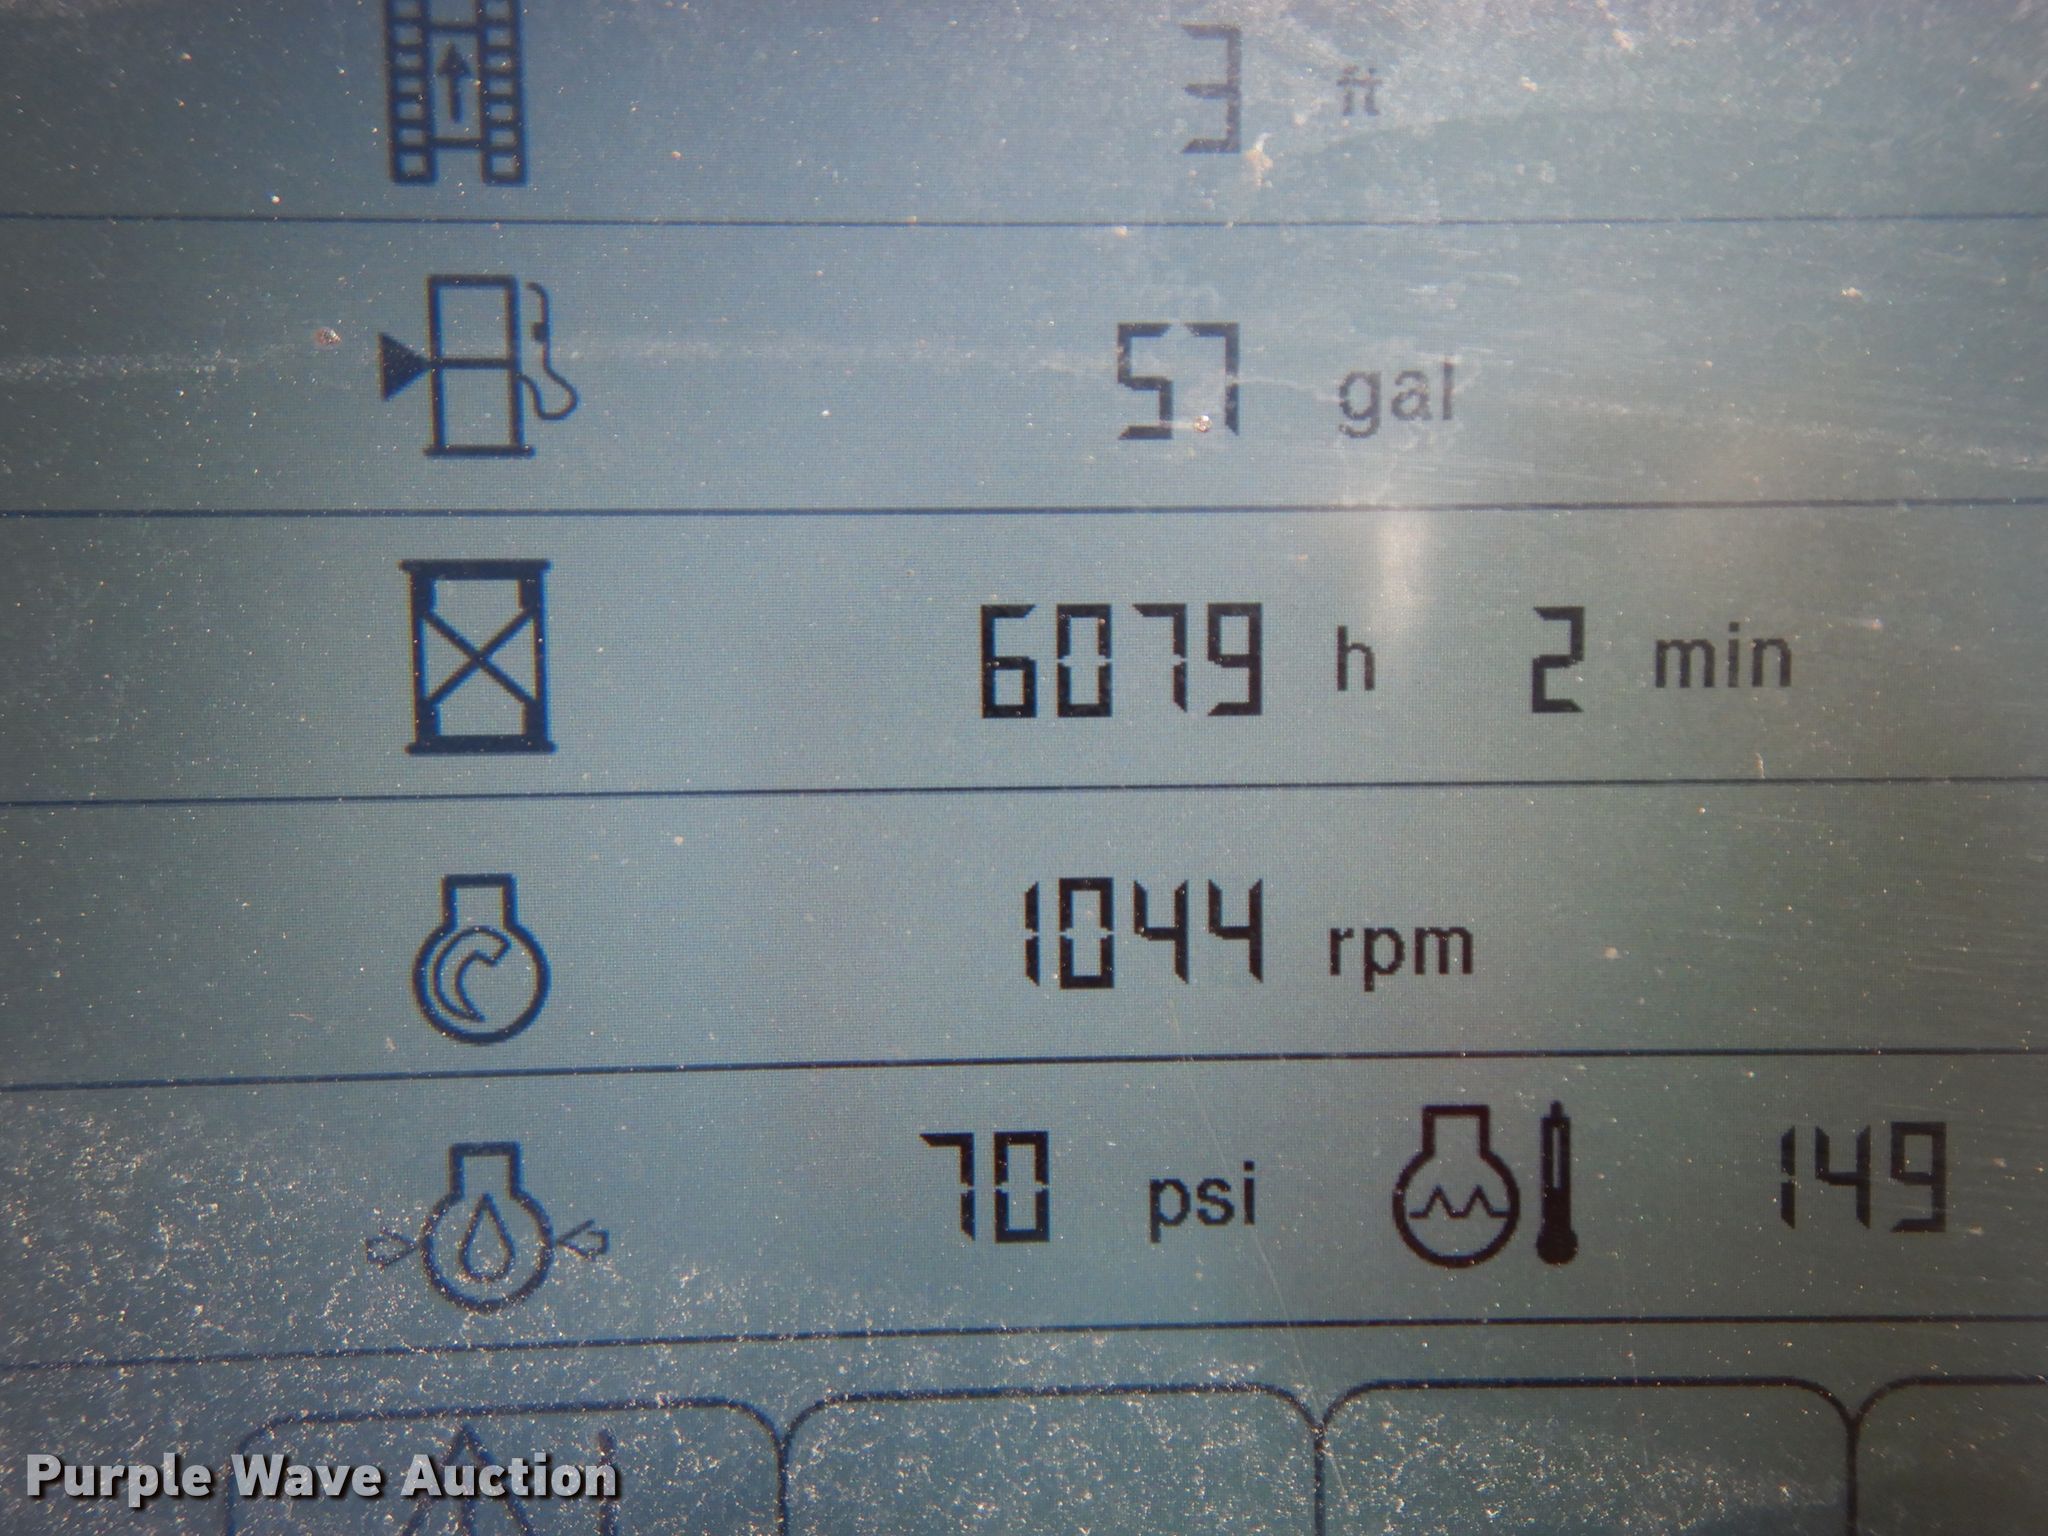 3 ft
57 gal
6079 h 2 min
1044 rpm
70 psi 149
Purple Wave Auction